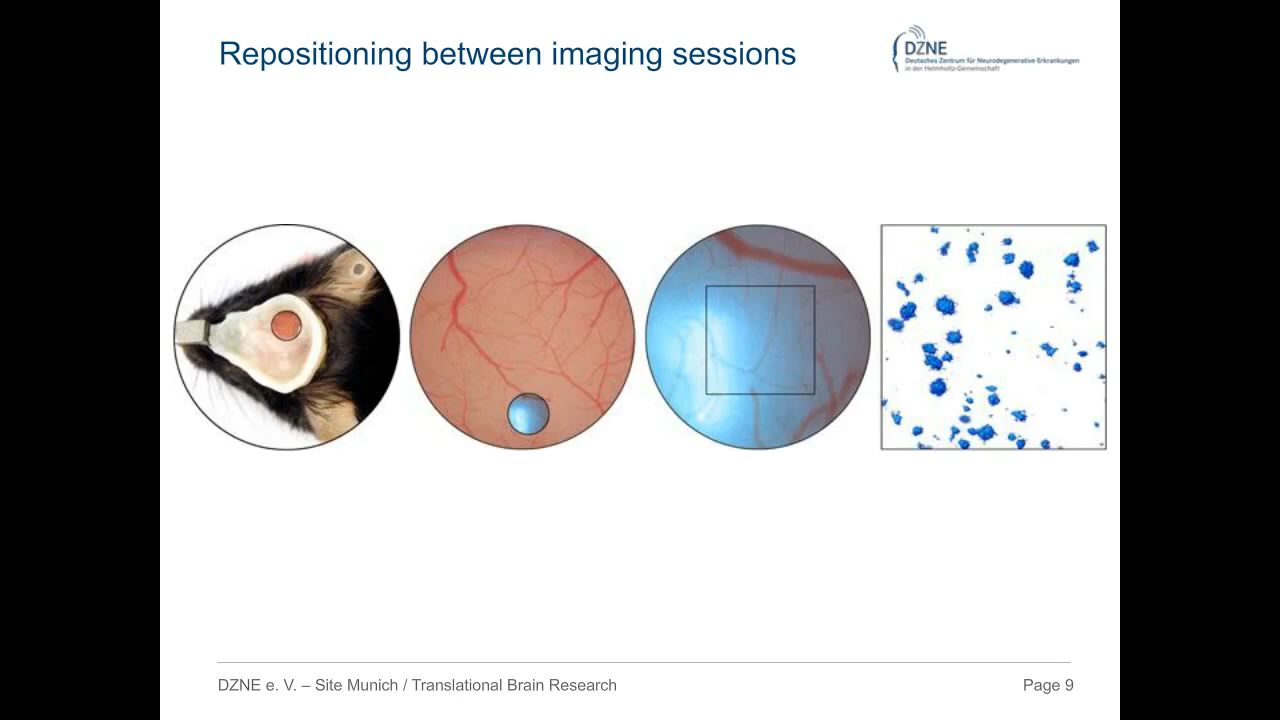 Repositioning between imaging sessions
DZNE
Deutsches Zentrum für Neurodegenerative Erkrankungen
in der Helmholtz-Gemeinschaft
DZNE e. V. – Site Munich / Translational Brain Research
Page 9